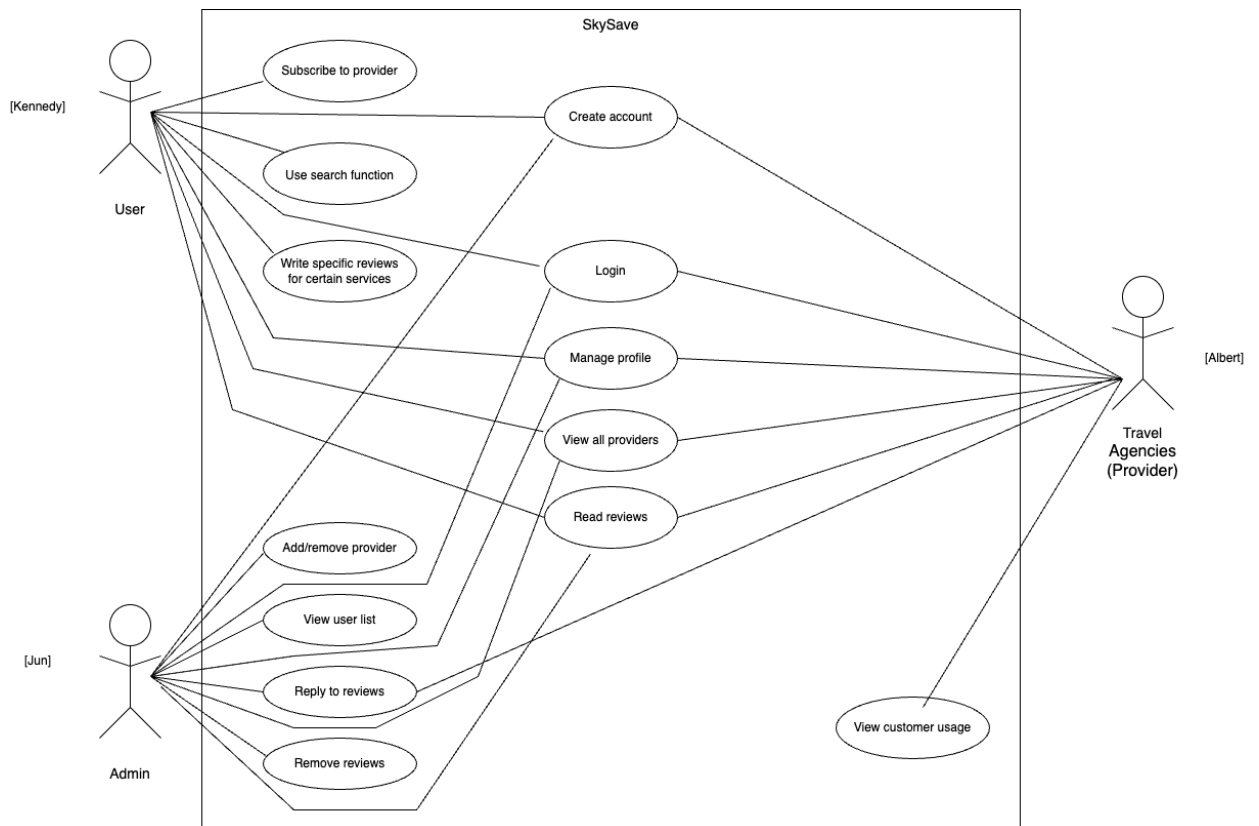 SkySave
Subscribe to provider
[Kennedy]
Create account
Use search function
User
Write specific reviews
for certain services
Login
Manage profile
[Albert]
View all providers
Travel
Agencies
(Provider)
Read reviews
Add/remove provider
View user list
[Jun]
Reply to reviews
View customer usage
Remove reviews
Admin